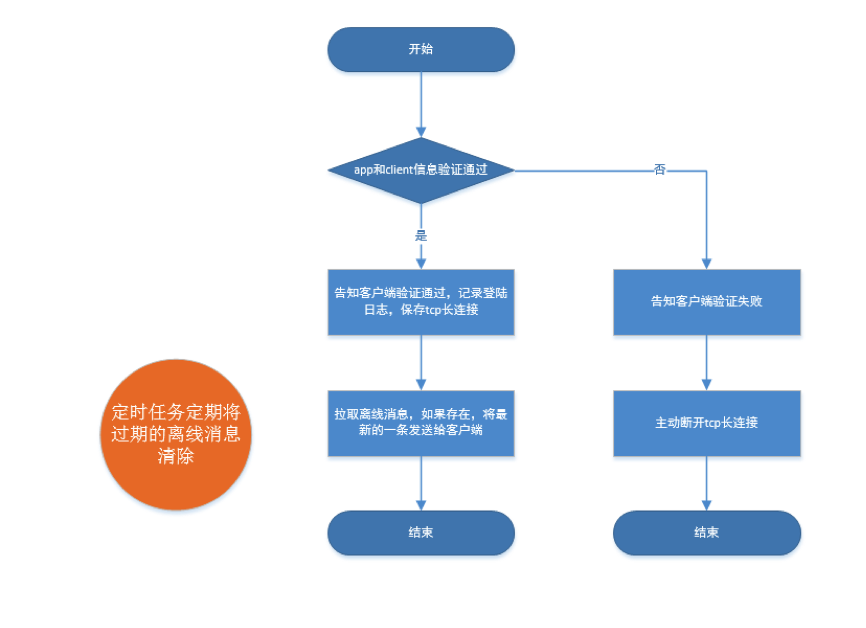 开始
app和client信息验证通过
否
是
告知客户端验证通过，记录登陆
日志，保存tcp长连接
告知客户端验证失败
定时任务定期将
过期的离线消息
清除
拉取离线消息，如果存在，将最
新的一条发送给客户端
主动断开tcp长连接
结束
结束